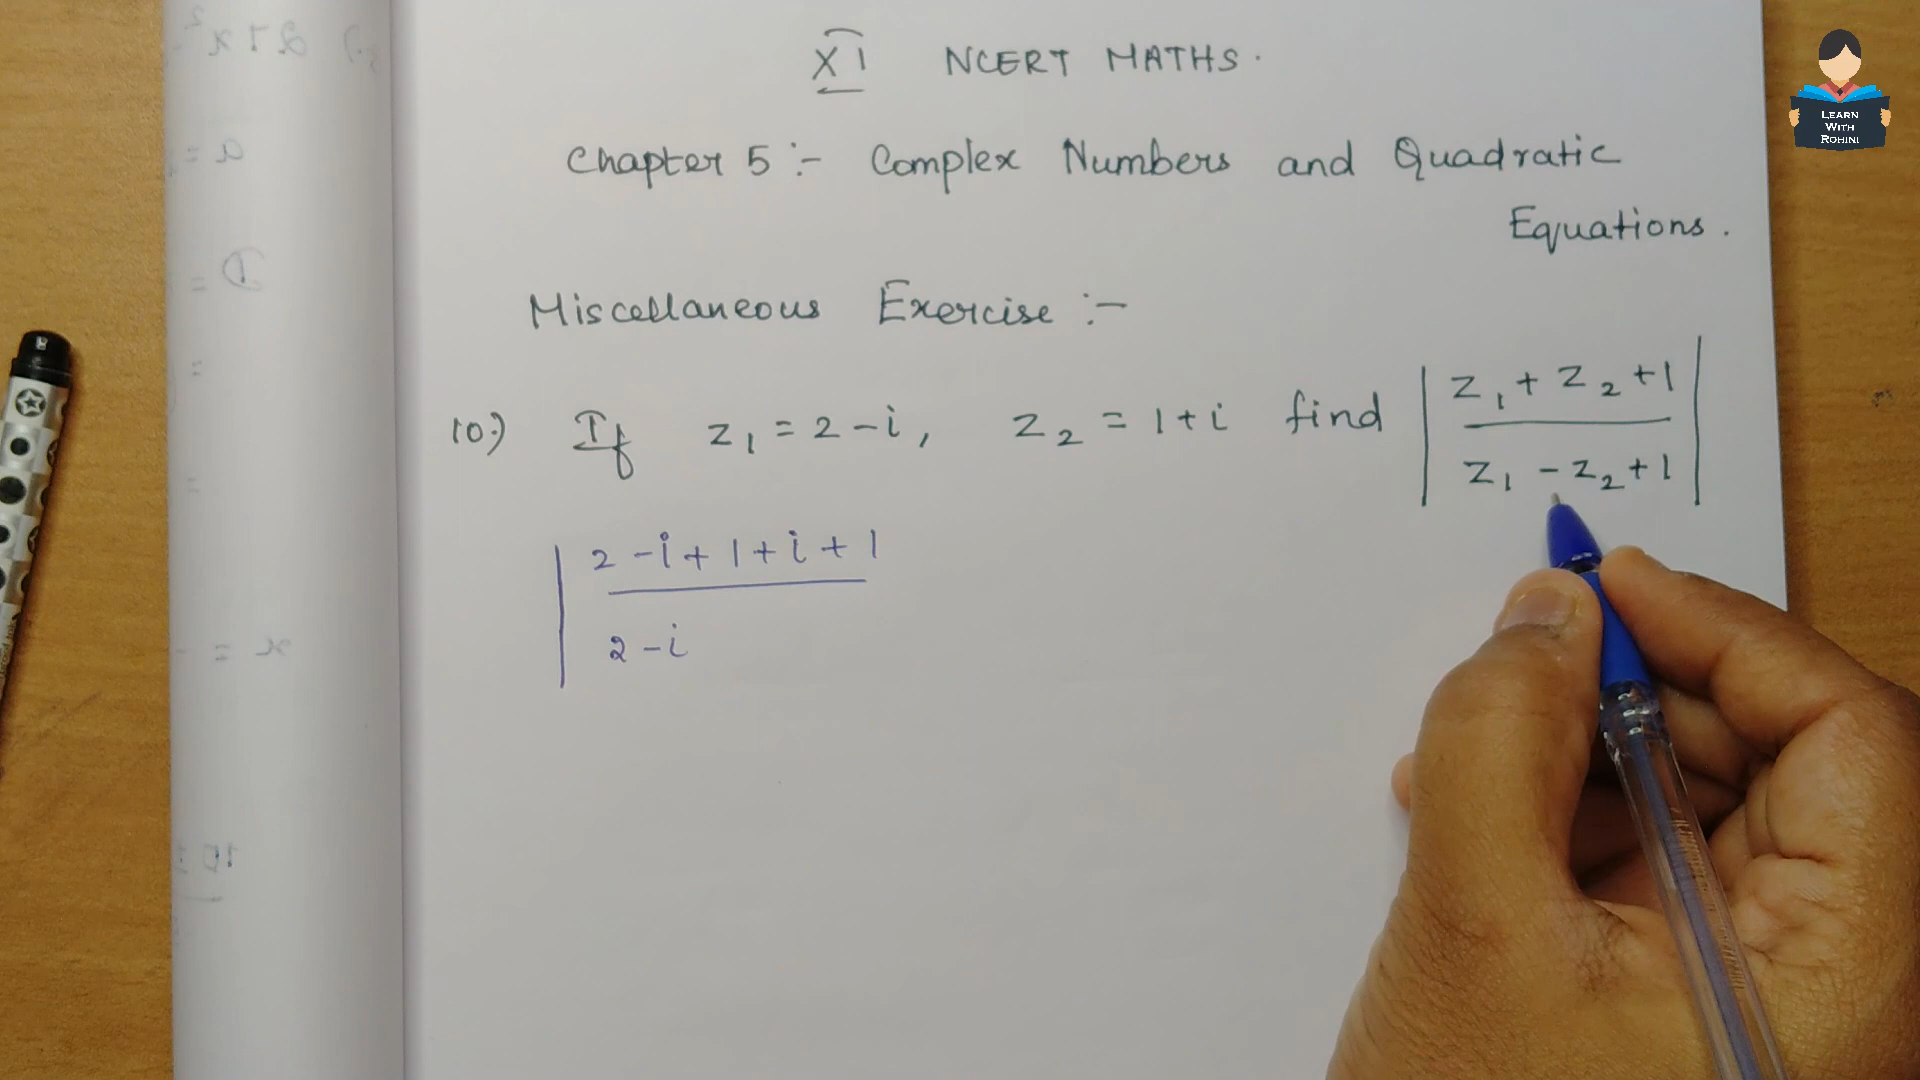 XI NCERT MATHS.
LEARN
WITH
ROHINI
Chapter 5 :- Complex Numbers and Quadratic
Equations.
Miscellaneous Exercise :-
10.) If z₁ = 2 - i, z₂ = 1 + i find | z₁ + z₂ + 1 / z₁ - z₂ + 1 |
| 2 - i + 1 + i + 1
2 - i